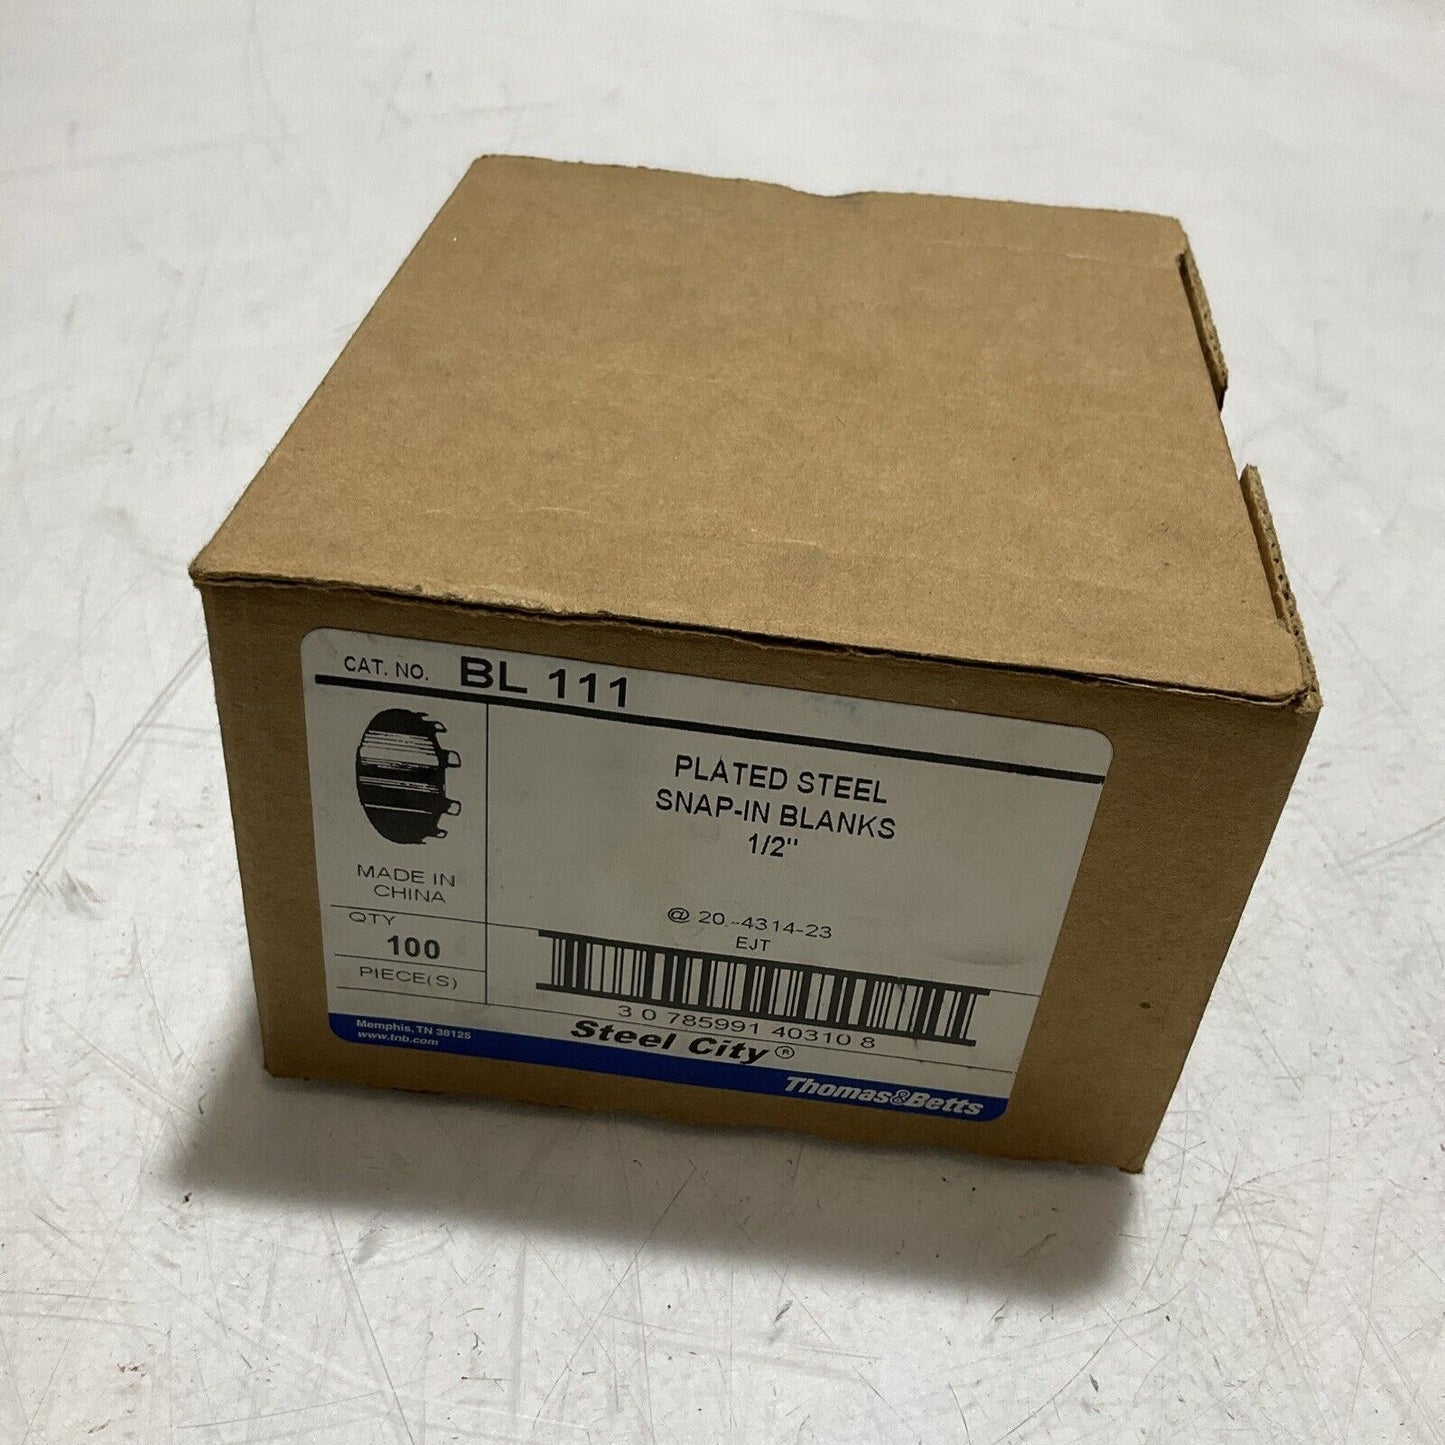 CAT. NO. BL 111
PLATED STEEL
SNAP-IN BLANKS
1/2"
MADE IN
CHINA
QTY
100
PIECE(S)
@ 20.-4314-23
EJT
3 0 785991 40310 8
Steel City®
Memphis, TN 38125
www.tnb.com
Thomas&Betts